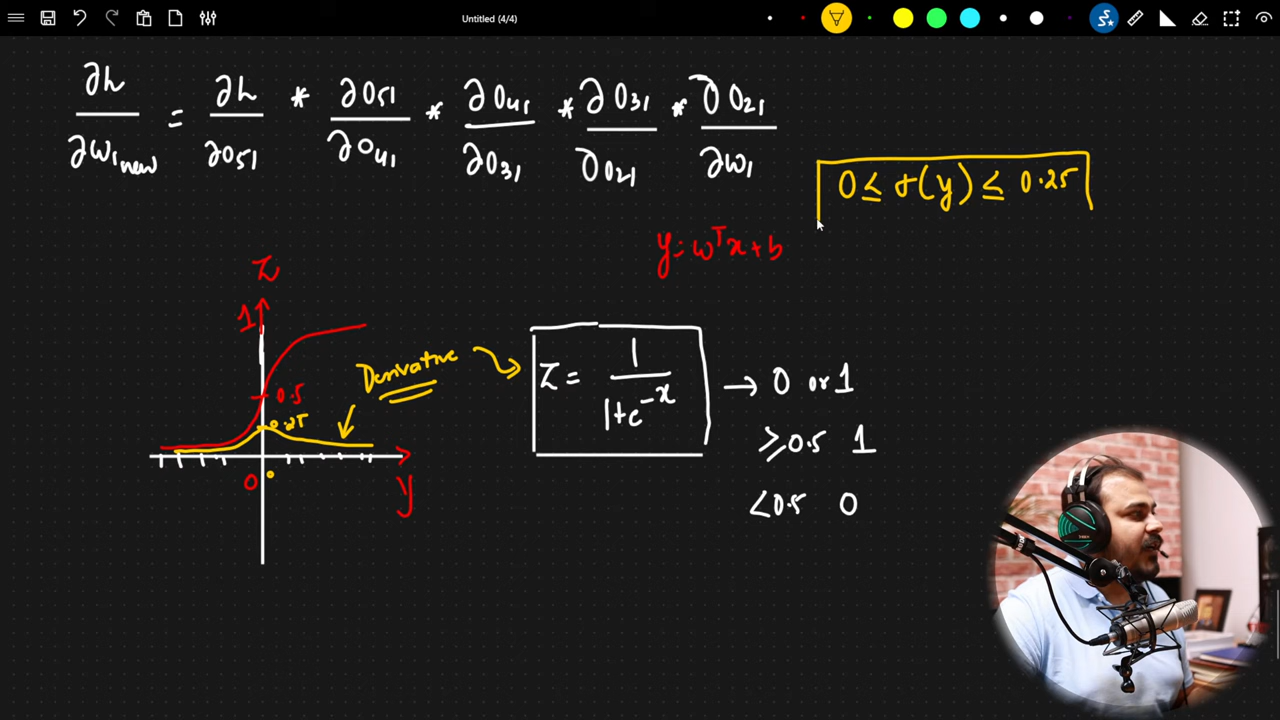 Untitled (4/4)
∂h/∂w1new = ∂h/∂O51 * ∂O51/∂O41 * ∂O41/∂O31 * ∂O31/∂O21 * ∂O21/∂w1
0 ≤ σ(y) ≤ 0.25
y = wᵀx + b
Z
1
0.5
0.25
0
y
Derivative
Z = 1/(1+e^-x) → 0 or 1
≥0.5 1
<0.5 0